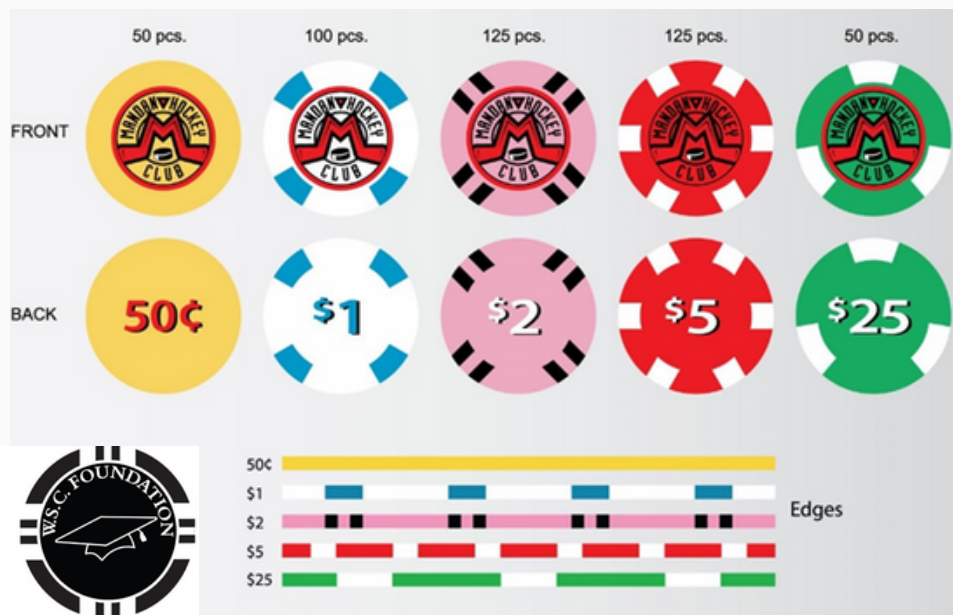 50 pcs. 100 pcs. 125 pcs. 125 pcs. 50 pcs.
FRONT
MANDAN HOCKEY CLUB
MANDAN HOCKEY CLUB
MANDAN HOCKEY CLUB
MANDAN HOCKEY CLUB
MANDAN HOCKEY CLUB
BACK
50¢ $1 $2 $5 $25
W.S.C. FOUNDATION
50¢
$1
$2
$5
$25
Edges